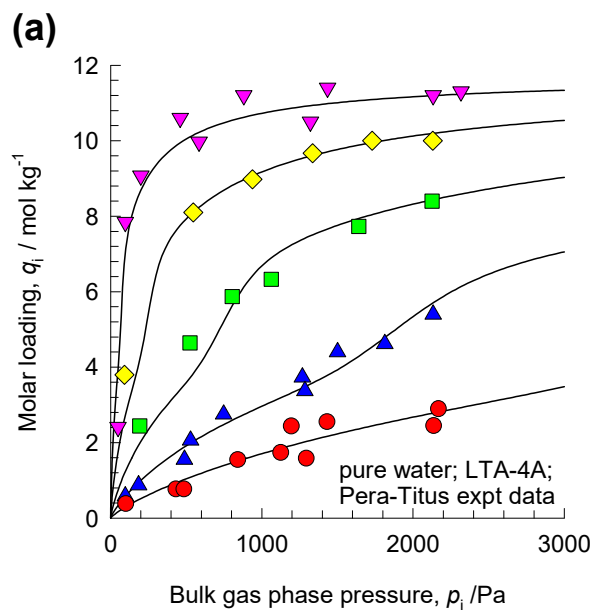 (a)
12
10
8
6
4
2
0
Molar loading, qᵢ / mol kg⁻¹
pure water; LTA-4A;
Pera-Titus expt data
0 1000 2000 3000
Bulk gas phase pressure, pᵢ /Pa